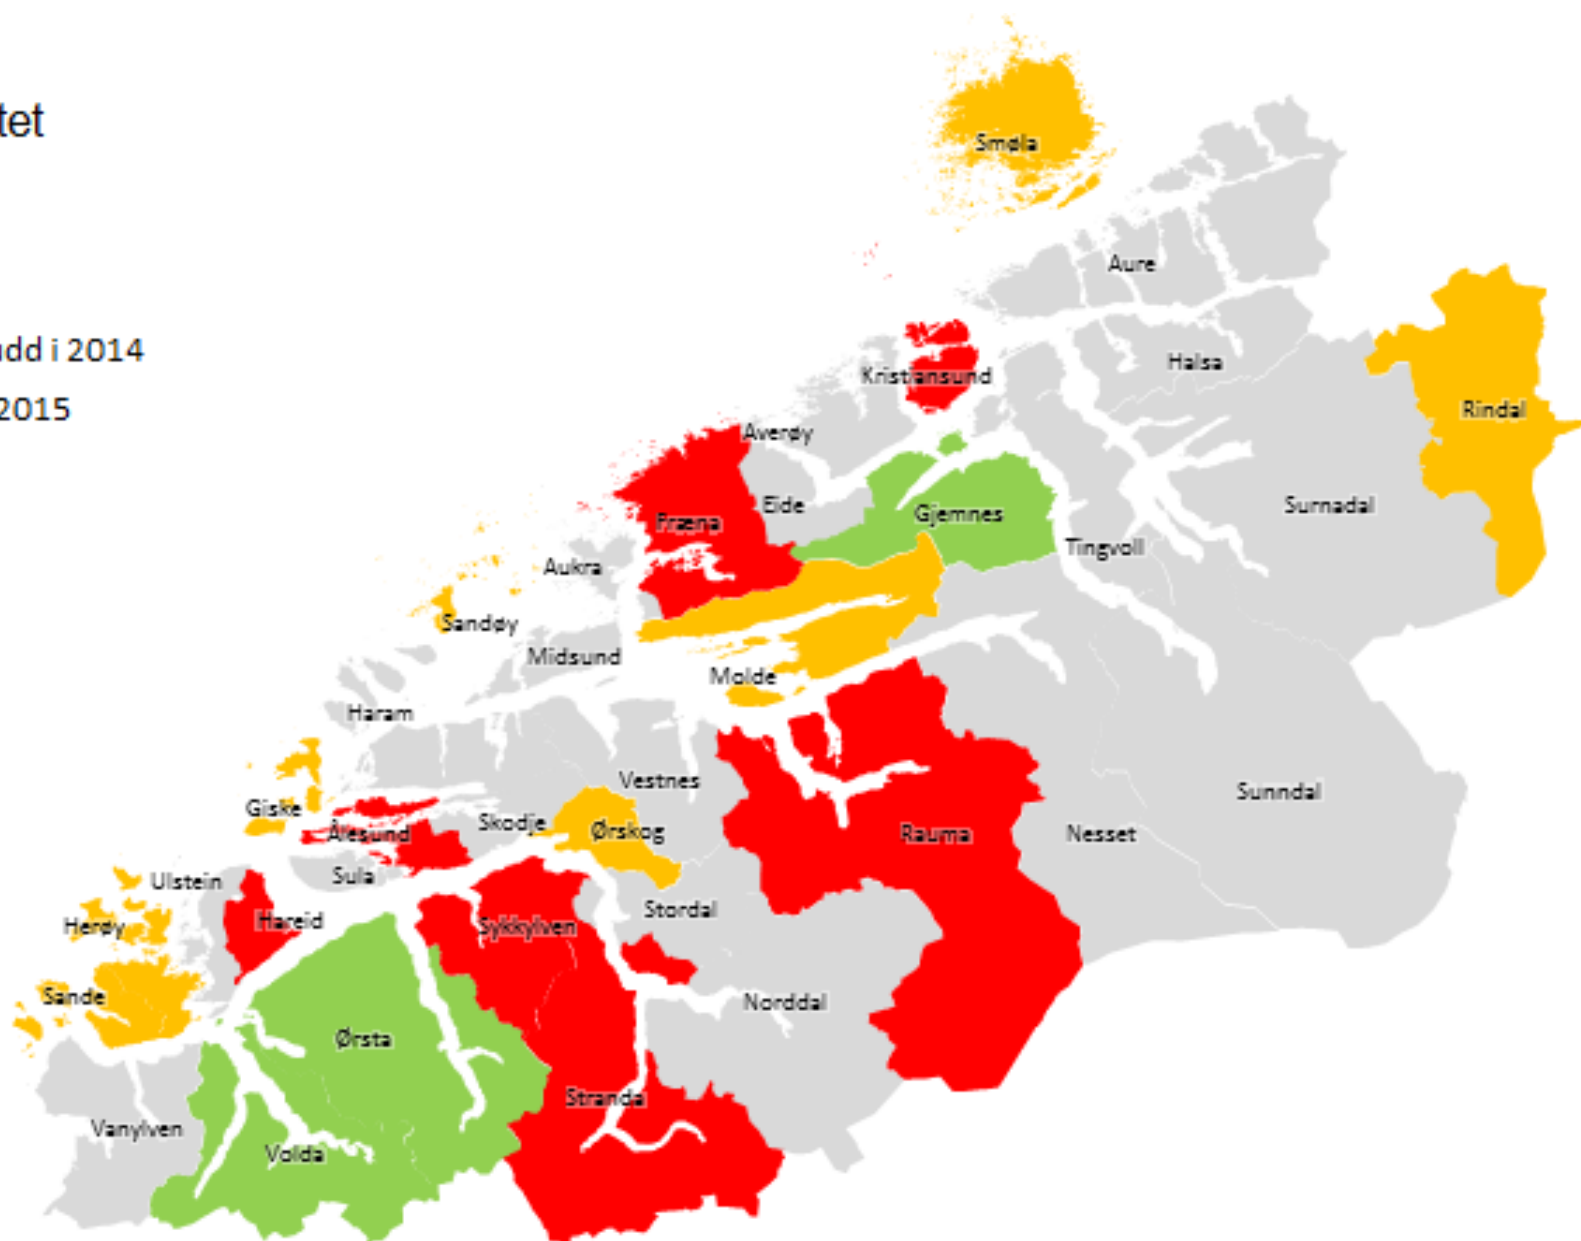 tet
udd i 2014
2015
Smøla
Aure
Halsa
Kristiansund
Rindal
Averøy
Eide
Surnadal
Fræna
Gjemnes
Tingvoll
Aukra
Sandøy
Midsund
Molde
Haram
Vestnes
Sunndal
Giske
Ålesund
Skodje
Ørskog
Rauma
Nesset
Sula
Ulstein
Stordal
Herøy
Hareid
Sykkylven
Sande
Norddal
Ørsta
Stranda
Vanylven
Volda